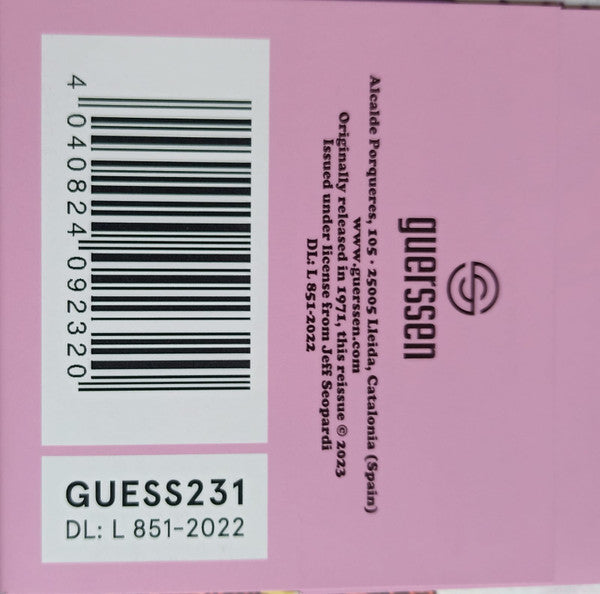 guerssen
Alcalde Porqueres, 105 · 25005 Lleida, Catalonia (Spain)
www.guerssen.com
Originally released in 1971, this reissue © 2023
Issued under license from Jeff Scopardi
DL: L 851-2022
4 040824 092320
GUESS231
DL: L 851-2022